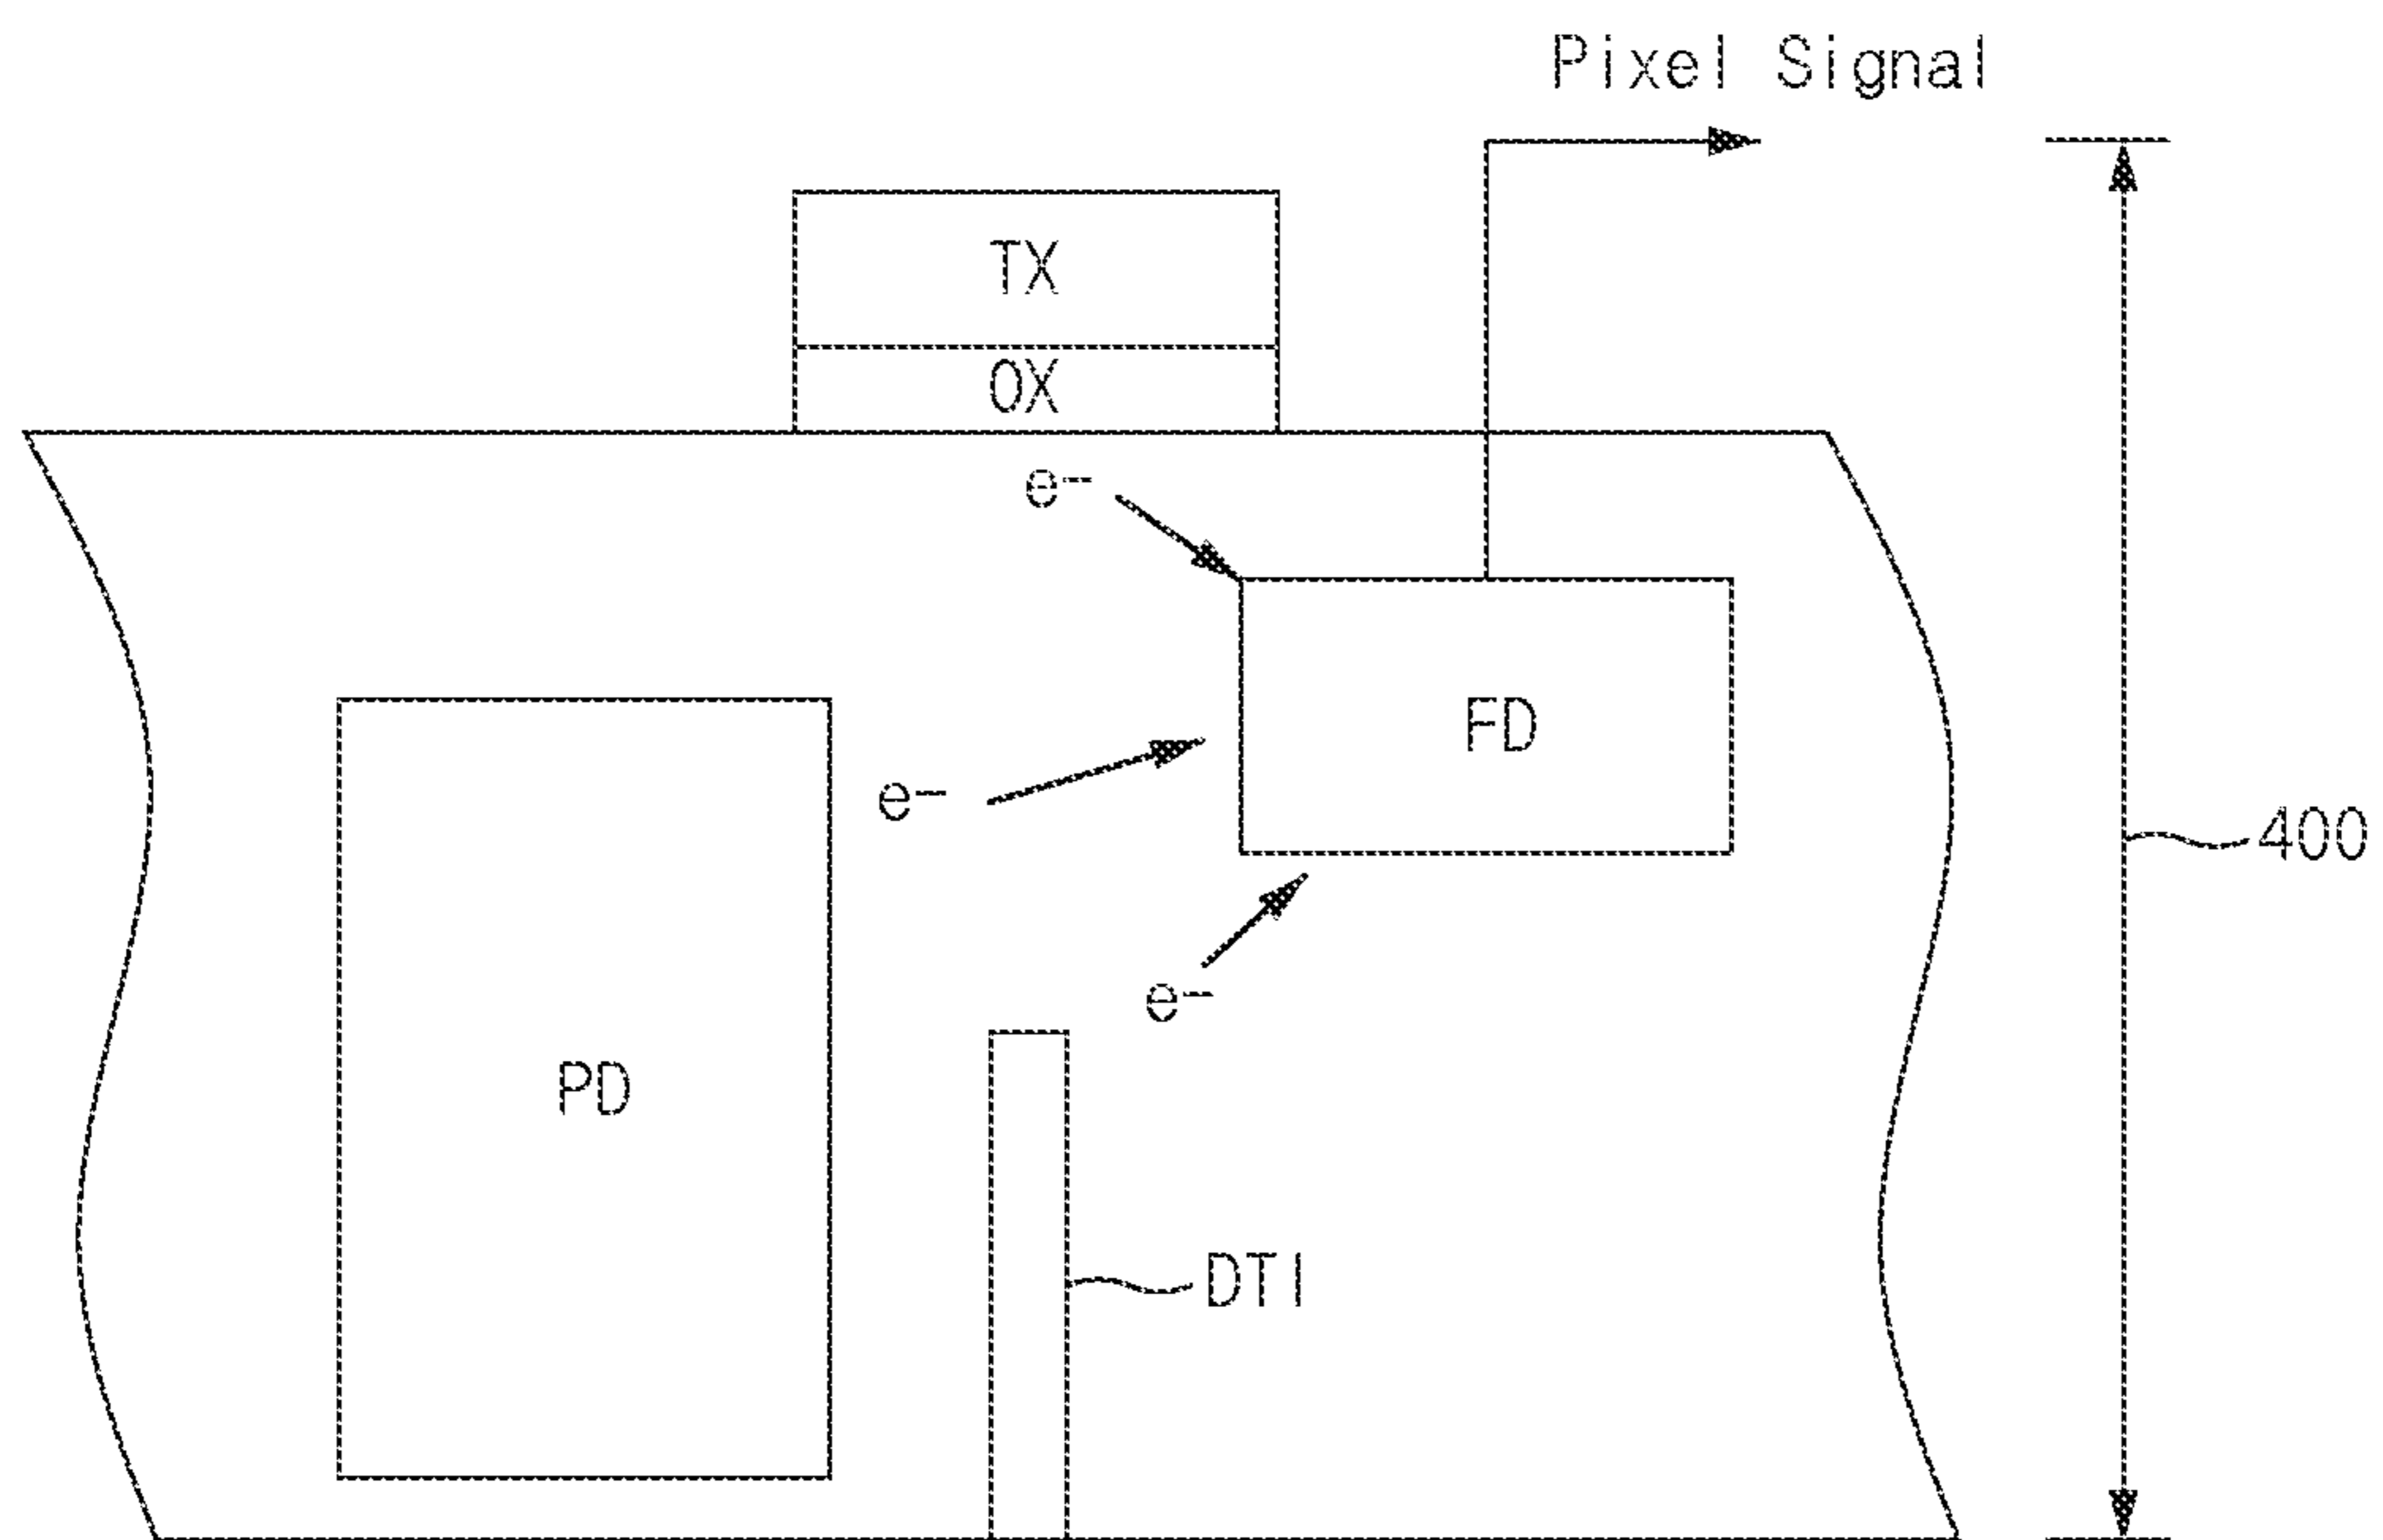 Pixel Signal
TX
OX
e-
FD
e-
400
e-
PD
DTI